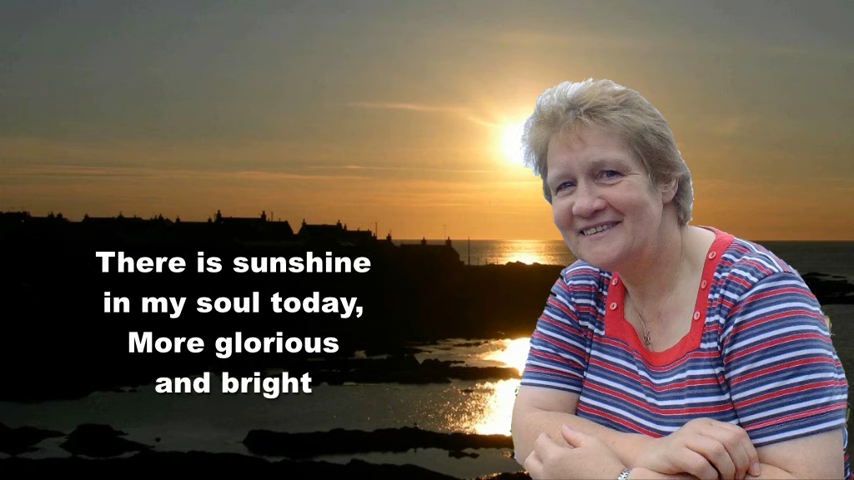 There is sunshine
in my soul today,
More glorious
and bright